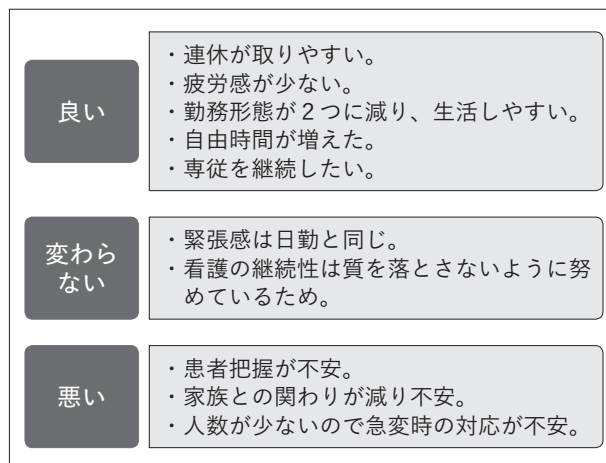 良い
・連休が取りやすい。
・疲労感が少ない。
・勤務形態が2つに減り、生活しやすい。
・自由時間が増えた。
・専従を継続したい。
変わら
ない
・緊張感は日勤と同じ。
・看護の継続性は質を落とさないように努
めているため。
悪い
・患者把握が不安。
・家族との関わりが減り不安。
・人数が少ないので急変時の対応が不安。